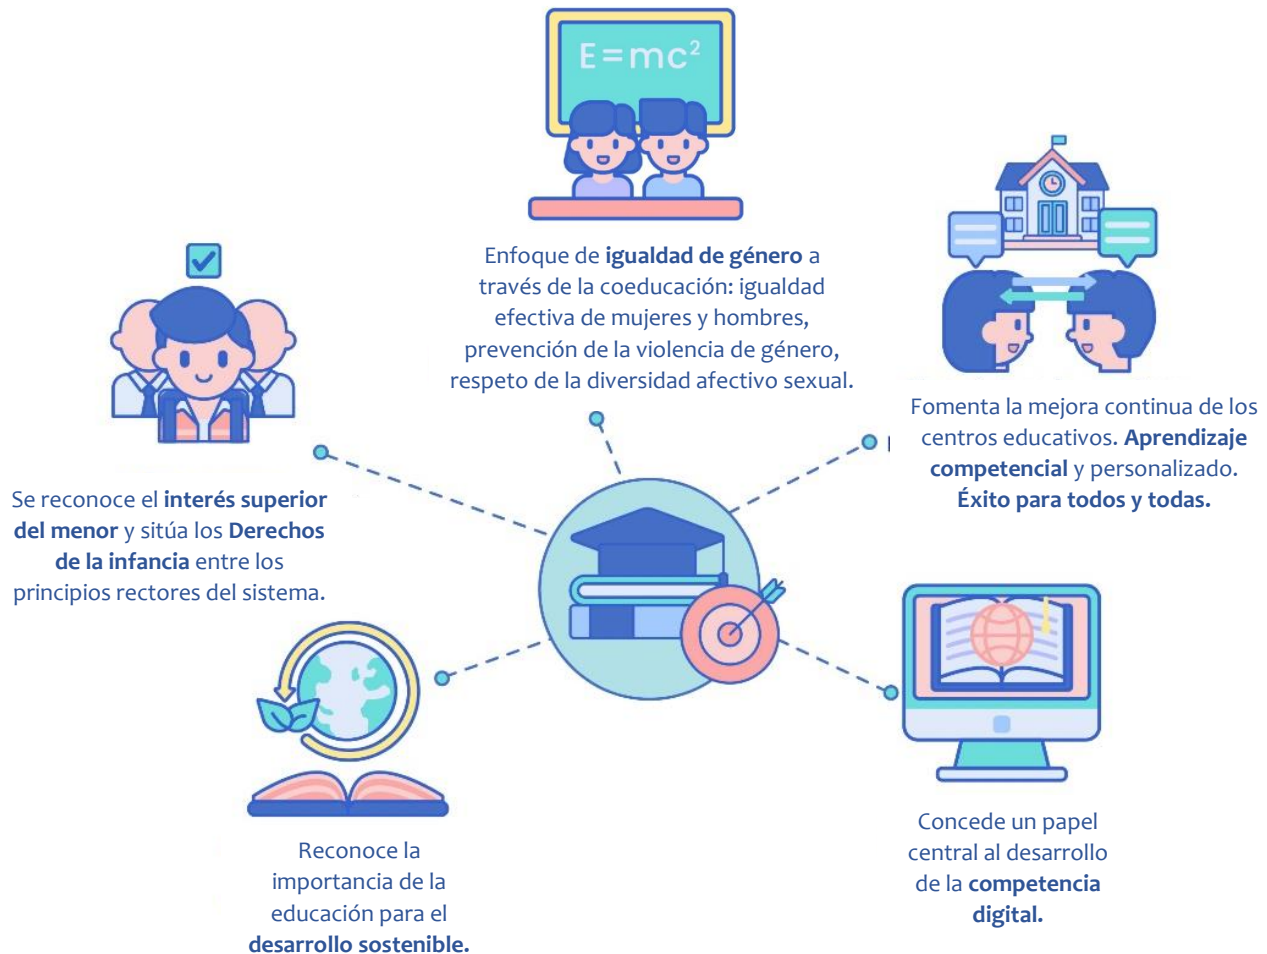 E=mc²
Enfoque de igualdad de género a
través de la coeducación: igualdad
efectiva de mujeres y hombres,
prevención de la violencia de género,
respeto de la diversidad afectivo sexual.
Fomenta la mejora continua de los
centros educativos. Aprendizaje
competencial y personalizado.
Éxito para todos y todas.
Se reconoce el interés superior
del menor y sitúa los Derechos
de la infancia entre los
principios rectores del sistema.
Reconoce la
importancia de la
educación para el
desarrollo sostenible.
Concede un papel
central al desarrollo
de la competencia
digital.